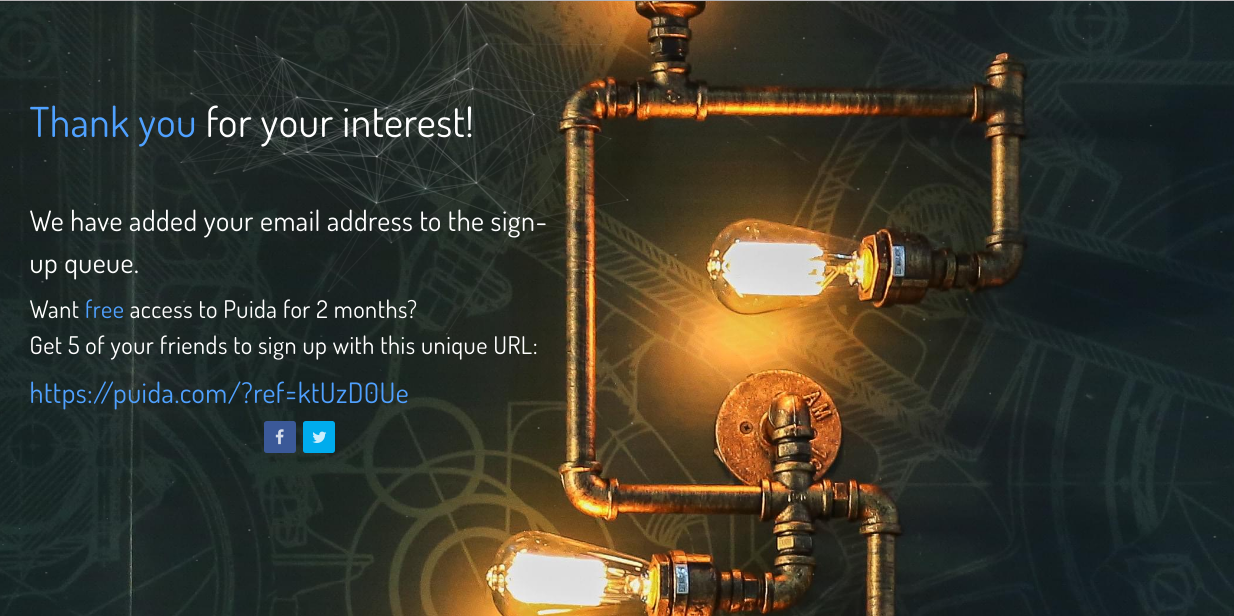 Thank you for your interest!
We have added your email address to the sign-
up queue.
Want free access to Puida for 2 months?
Get 5 of your friends to sign up with this unique URL:
https://puida.com/?ref=ktUzD0Ue
AM